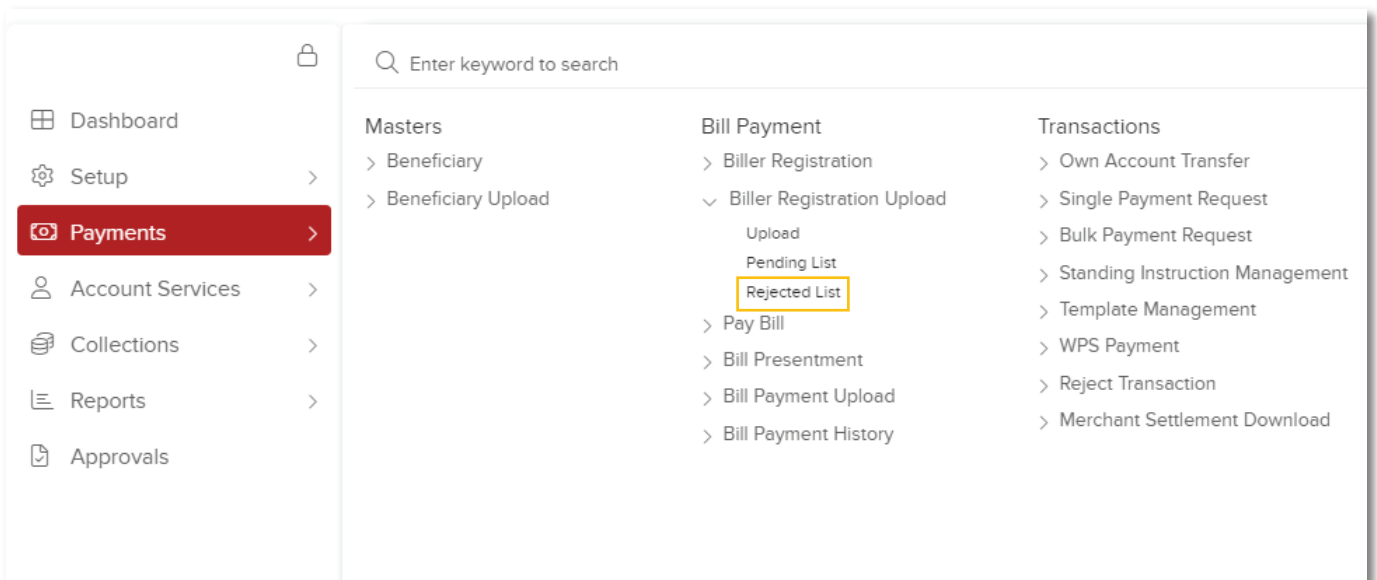 Enter keyword to search
Dashboard
Setup
Payments
Account Services
Collections
Reports
Approvals
Masters
Beneficiary
Beneficiary Upload
Bill Payment
Biller Registration
Biller Registration Upload
Upload
Pending List
Rejected List
Pay Bill
Bill Presentment
Bill Payment Upload
Bill Payment History
Transactions
Own Account Transfer
Single Payment Request
Bulk Payment Request
Standing Instruction Management
Template Management
WPS Payment
Reject Transaction
Merchant Settlement Download